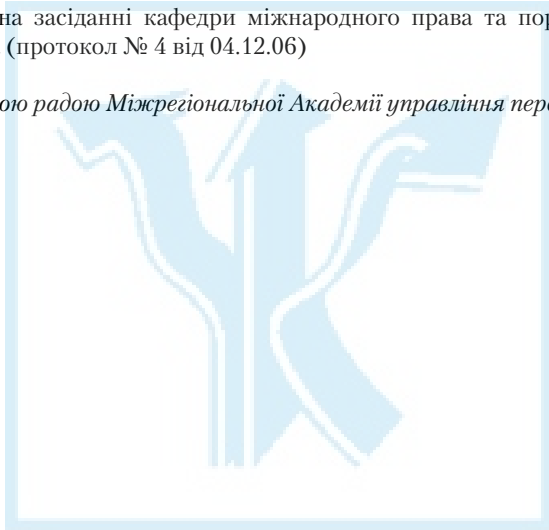 на засіданні кафедри міжнародного права та пор
(протокол № 4 від 04.12.06)
ою радою Міжрегіональної Академії управління перс